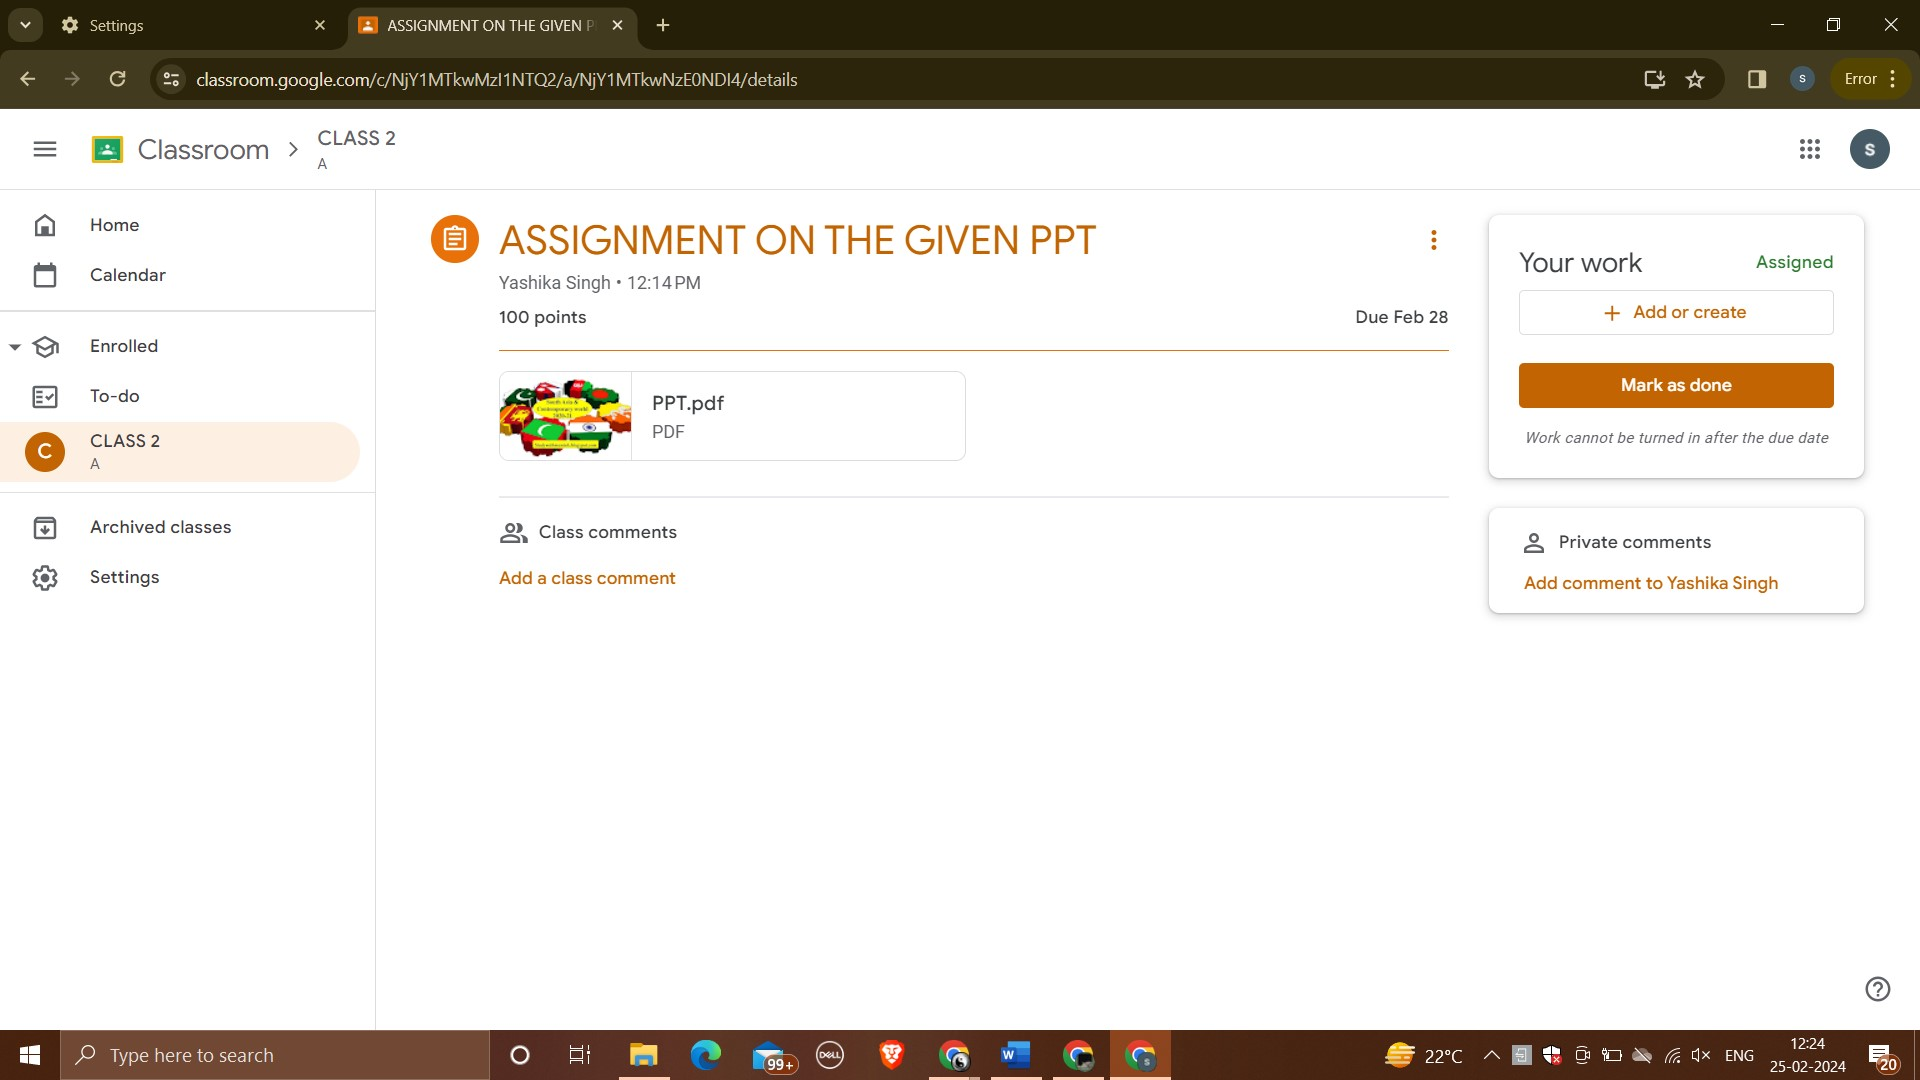 Settings
ASSIGNMENT ON THE GIVEN P
classroom.google.com/c/NjY1MTkwMzI1NTQ2/a/NjY1MTkwNzE0NDI4/details
S
Error
Classroom
CLASS 2
A
S
Home
Calendar
Enrolled
To-do
C
CLASS 2
A
Archived classes
Settings
ASSIGNMENT ON THE GIVEN PPT
Yashika Singh • 12:14 PM
100 points
Due Feb 28
PPT.pdf
PDF
Class comments
Add a class comment
Your work
Assigned
+ Add or create
Mark as done
Work cannot be turned in after the due date
Private comments
Add comment to Yashika Singh
Type here to search
99+
DELL
W
S
22°C
ENG
12:24
25-02-2024
20